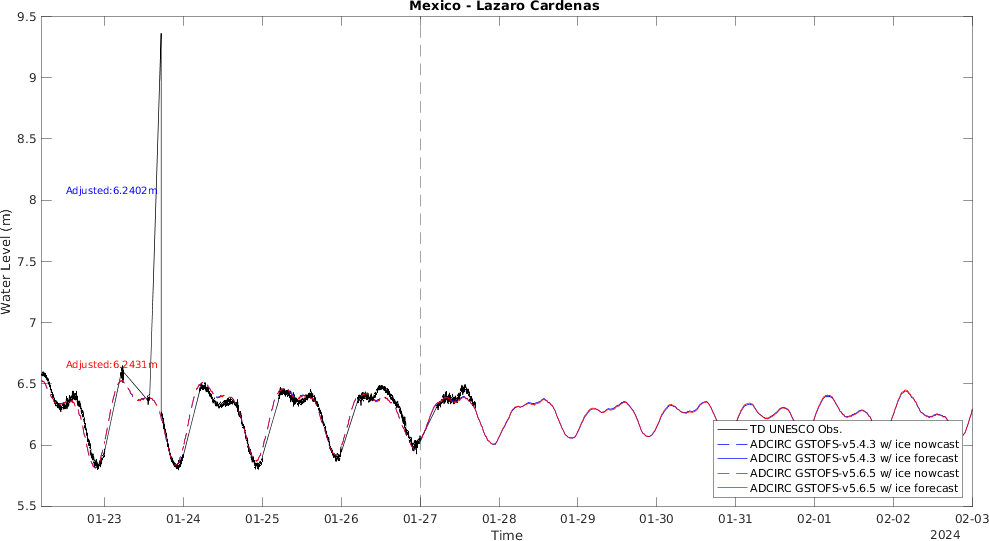 Mexico - Lazaro Cardenas
9.5
9
8.5
8
7.5
7
6.5
6
5.5
Water Level (m)
Adjusted:6.2402m
Adjusted:6.2431m
TD UNESCO Obs.
ADCIRC GSTOFS-v5.4.3 w/ ice nowcast
ADCIRC GSTOFS-v5.4.3 w/ ice forecast
ADCIRC GSTOFS-v5.6.5 w/ ice nowcast
ADCIRC GSTOFS-v5.6.5 w/ ice forecast
01-23 01-24 01-25 01-26 01-27 01-28 01-29 01-30 01-31 02-01 02-02 02-03
Time
2024